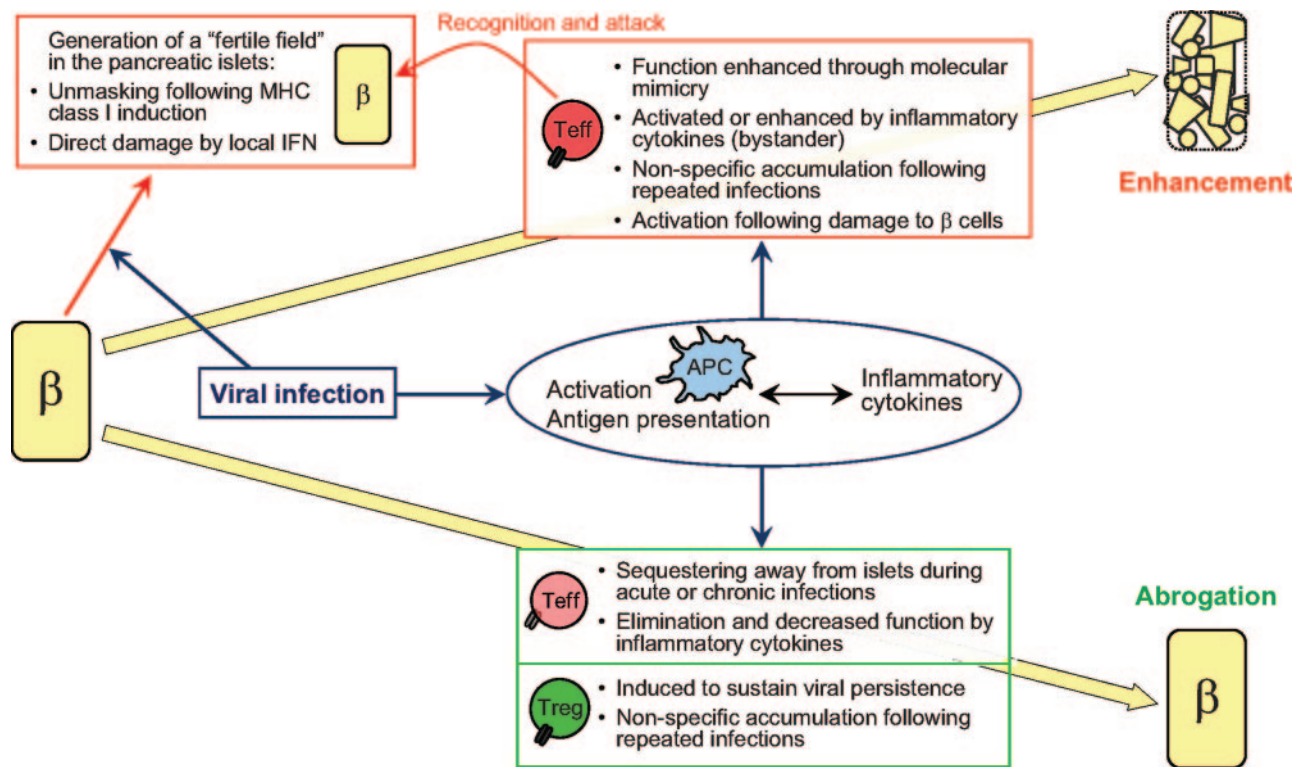 Recognition and attack
Generation of a “fertile field”
in the pancreatic islets:
• Unmasking following MHC
class I induction
• Direct damage by local IFN
β
Teff
• Function enhanced through molecular
mimicry
• Activated or enhanced by inflammatory
cytokines (bystander)
• Non-specific accumulation following
repeated infections
• Activation following damage to β cells
Enhancement
β
Viral infection
APC
Activation
Antigen presentation
Inflammatory
cytokines
Teff
• Sequestering away from islets during
acute or chronic infections
• Elimination and decreased function by
inflammatory cytokines
Treg
• Induced to sustain viral persistence
• Non-specific accumulation following
repeated infections
Abrogation
β